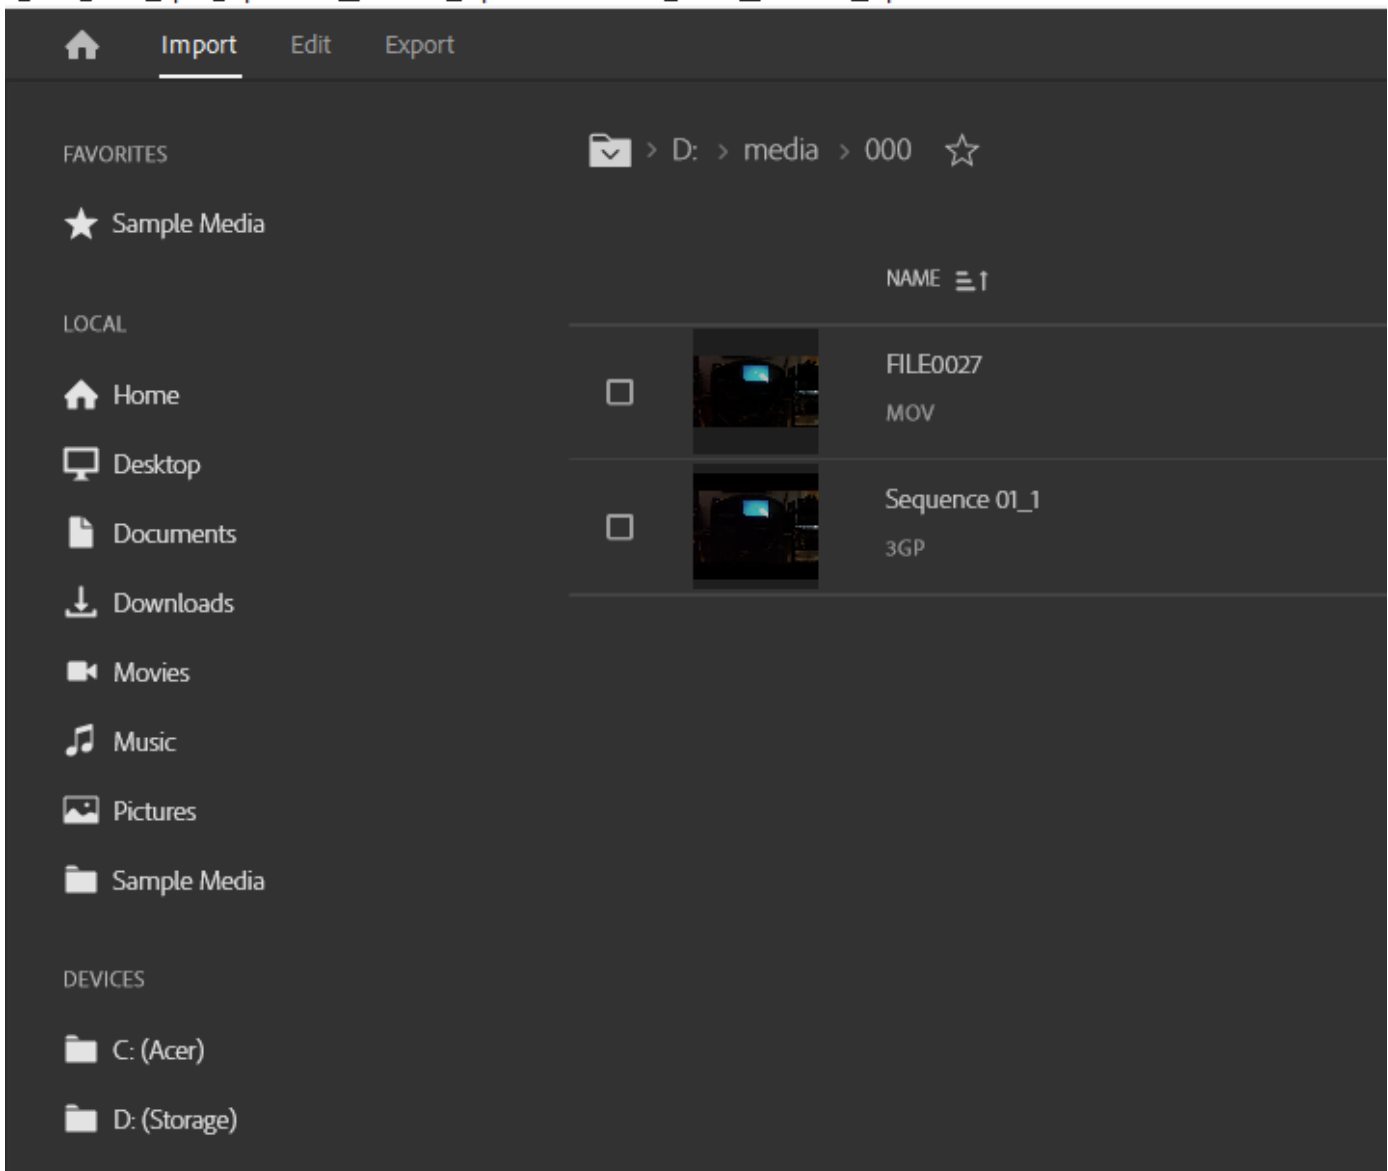 Import Edit Export
FAVORITES
Sample Media
LOCAL
Home
Desktop
Documents
Downloads
Movies
Music
Pictures
Sample Media
DEVICES
C: (Acer)
D: (Storage)
> D: > media > 000
NAME
FILE0027
MOV
Sequence 01_1
3GP